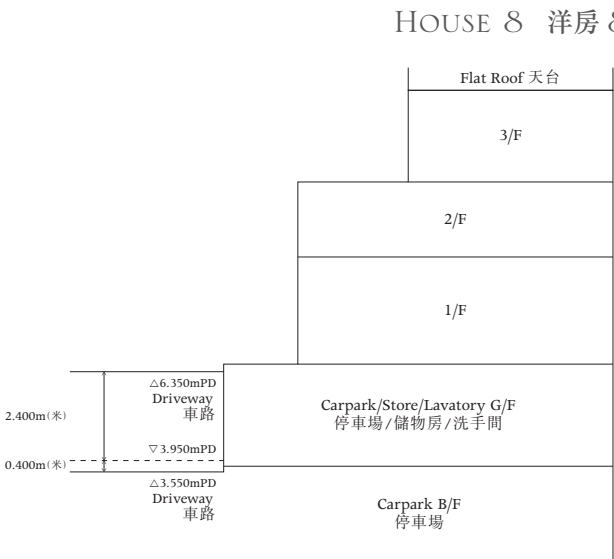 HOUSE 8 洋房 8
Flat Roof 天台
3/F
2/F
1/F
△6.350mPD
Driveway
車路
2.400m(米)
Carpark/Store/Lavatory G/F
停車場/儲物房/洗手間
▽3.950mPD
0.400m(米)
△3.550mPD
Driveway
車路
Carpark B/F
停車場